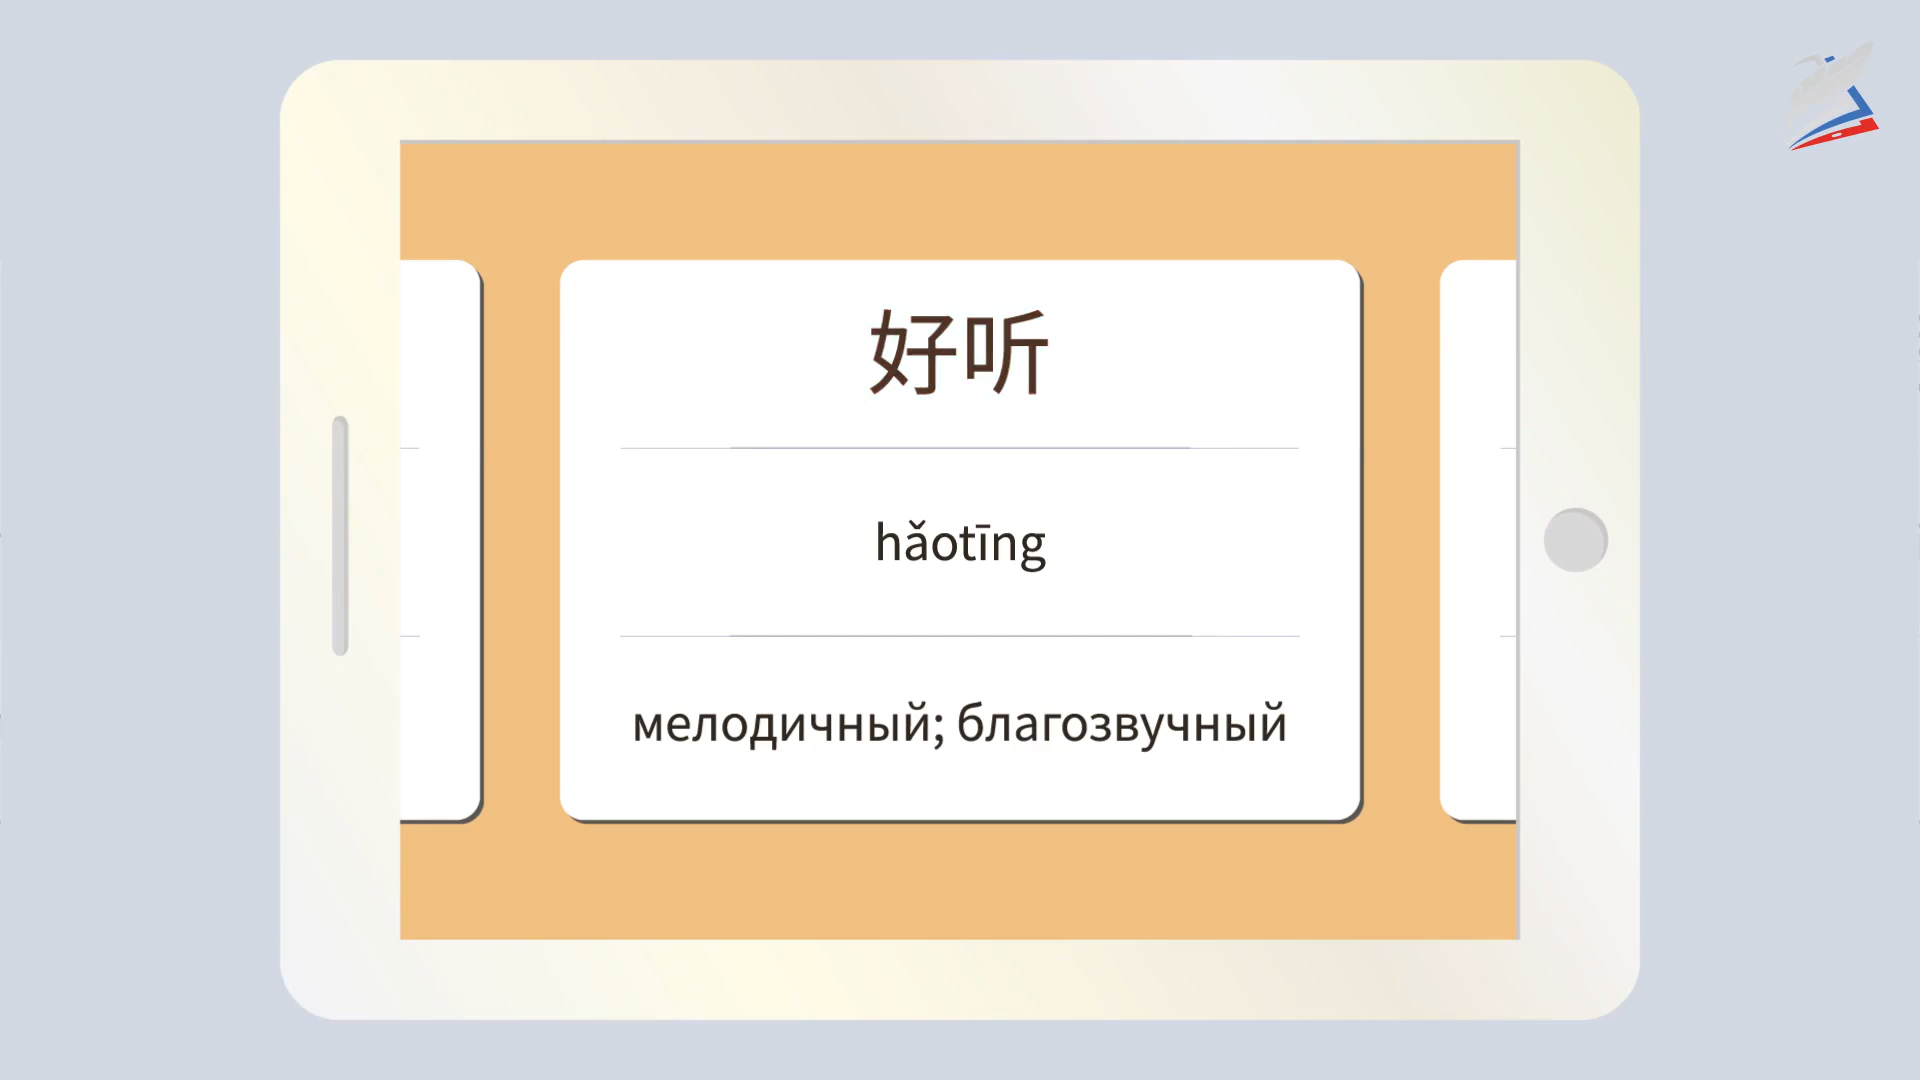 好听
hǎotīng
мелодичный; благозвучный